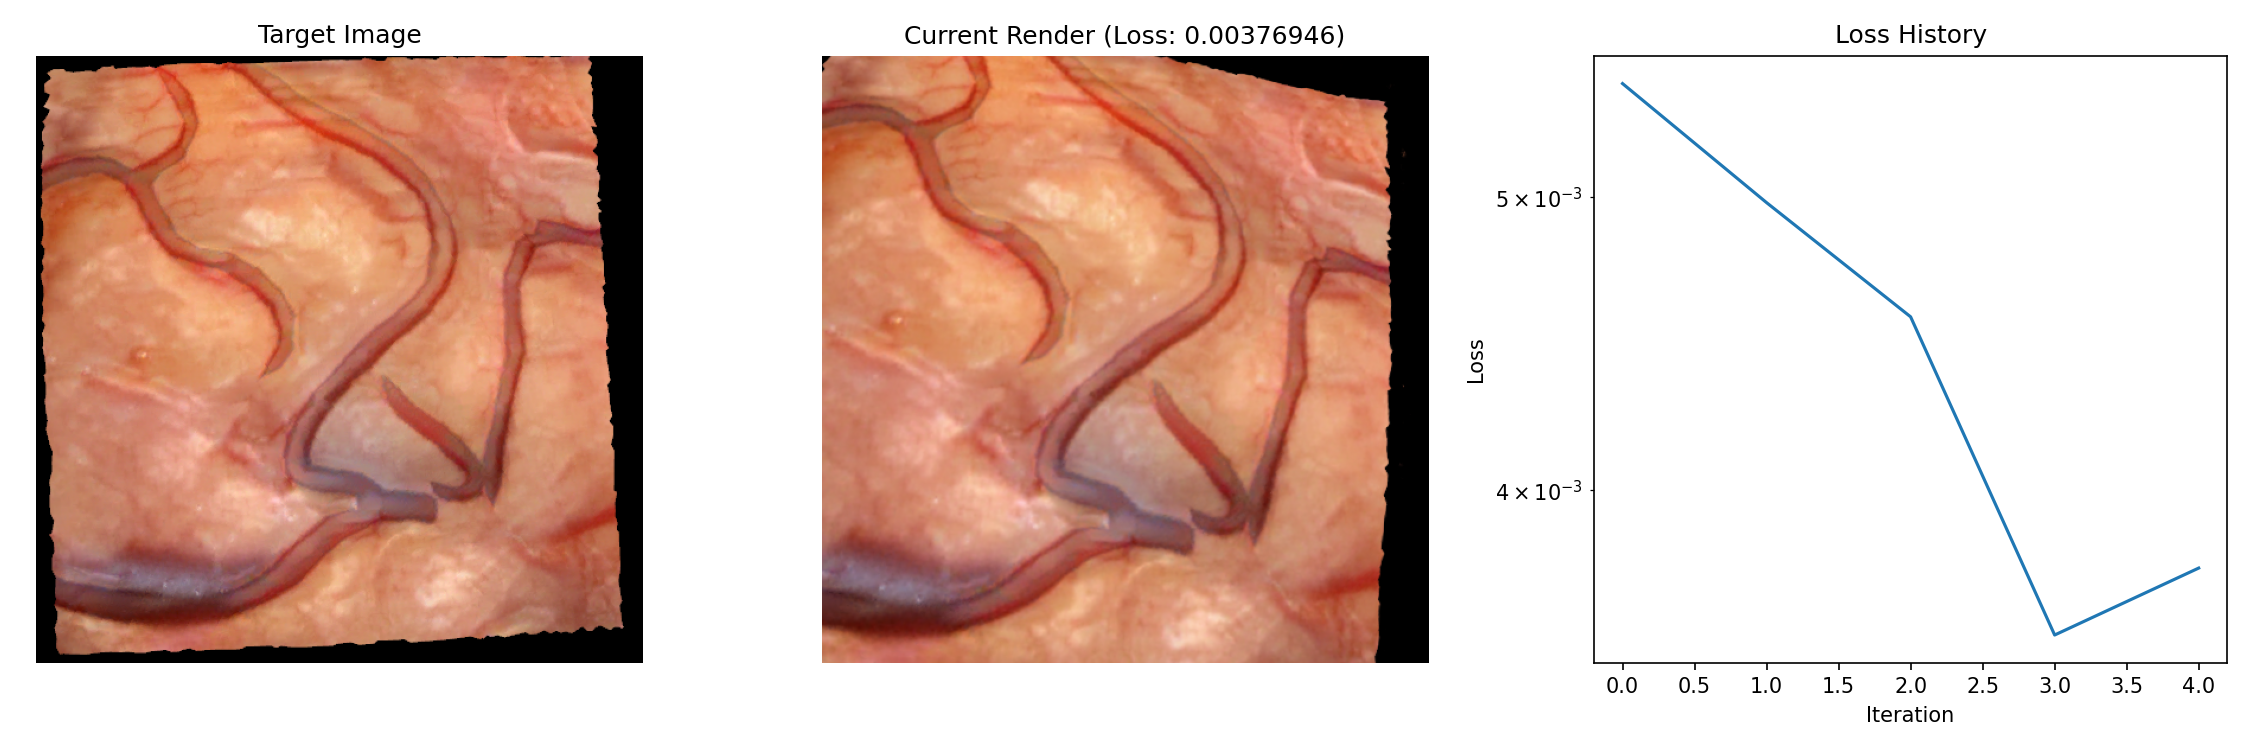 Target Image
Current Render (Loss: 0.00376946)
Loss History
5 × 10⁻³
4 × 10⁻³
Loss
0.0 0.5 1.0 1.5 2.0 2.5 3.0 3.5 4.0
Iteration